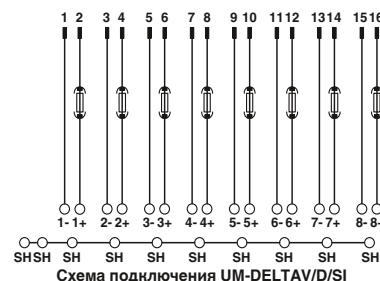 1 2 3 4 5 6 7 8 9 10 11 12 13 14 15 16
1- 1+ 2- 2+ 3- 3+ 4- 4+ 5- 5+ 6- 6+ 7- 7+ 8- 8+
SH SH SH SH SH SH SH SH SH SH
Схема подключения UM-DELTAV/D/SI